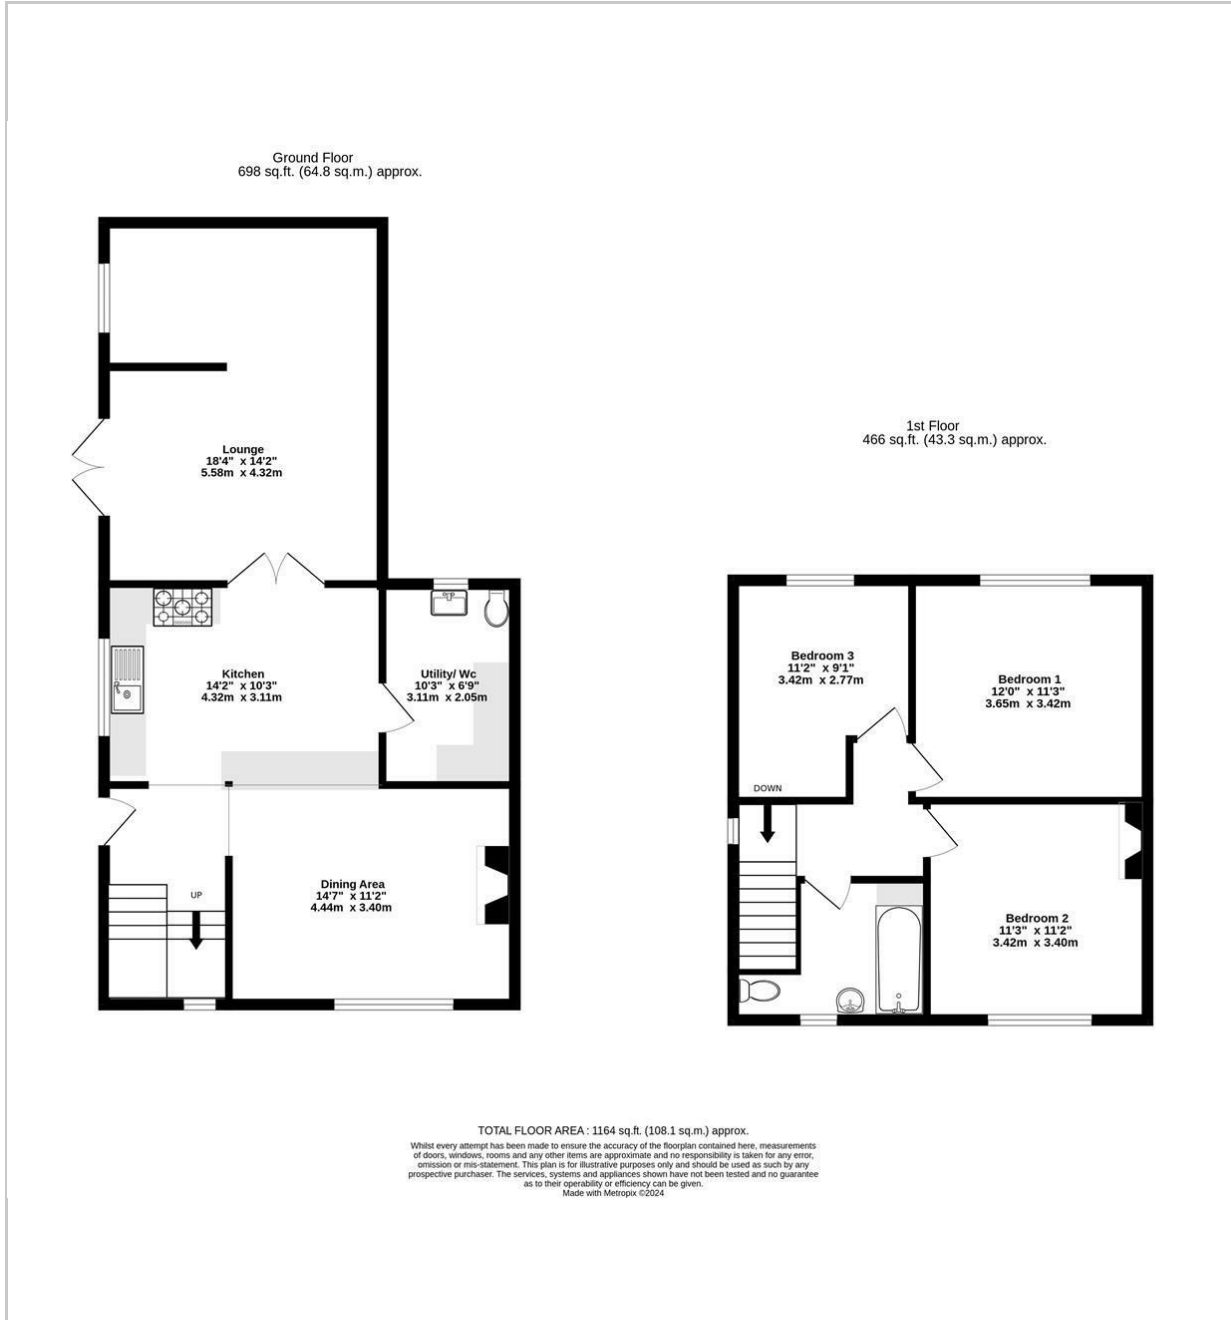 Ground Floor
698 sq.ft. (64.8 sq.m.) approx.
Lounge
18'4" x 14'2"
5.58m x 4.32m
Kitchen
14'2" x 10'3"
4.32m x 3.11m
Utility/ Wc
10'3" x 6'9"
3.11m x 2.05m
UP
Dining Area
14'7" x 11'2"
4.44m x 3.40m
1st Floor
466 sq.ft. (43.3 sq.m.) approx.
Bedroom 3
11'2" x 9'1"
3.42m x 2.77m
Bedroom 1
12'0" x 11'3"
3.65m x 3.42m
DOWN
Bedroom 2
11'3" x 11'2"
3.42m x 3.40m
TOTAL FLOOR AREA : 1164 sq.ft. (108.1 sq.m.) approx.
Whilst every attempt has been made to ensure the accuracy of the floorplan contained here, measurements
of doors, windows, rooms and any other items are approximate and no responsibility is taken for any error,
omission or mis-statement. This plan is for illustrative purposes only and should be used as such by any
prospective purchaser. The services, systems and appliances shown have not been tested and no guarantee
as to their operability or efficiency can be given.
Made with Metropix ©2024